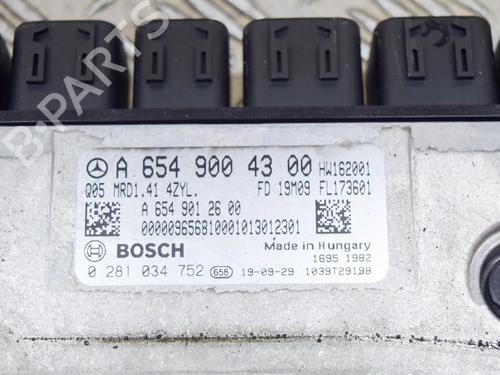 A 654 900 43 00 HW162001
Q05 MRD1.41 4ZYL. FD 19M09 FL173601
A 654 901 26 00
000009656810001013012301
BOSCH Made in Hungary
1695 1982
0 281 034 752 65B 19-09-29 1039T29198
B-PARTS